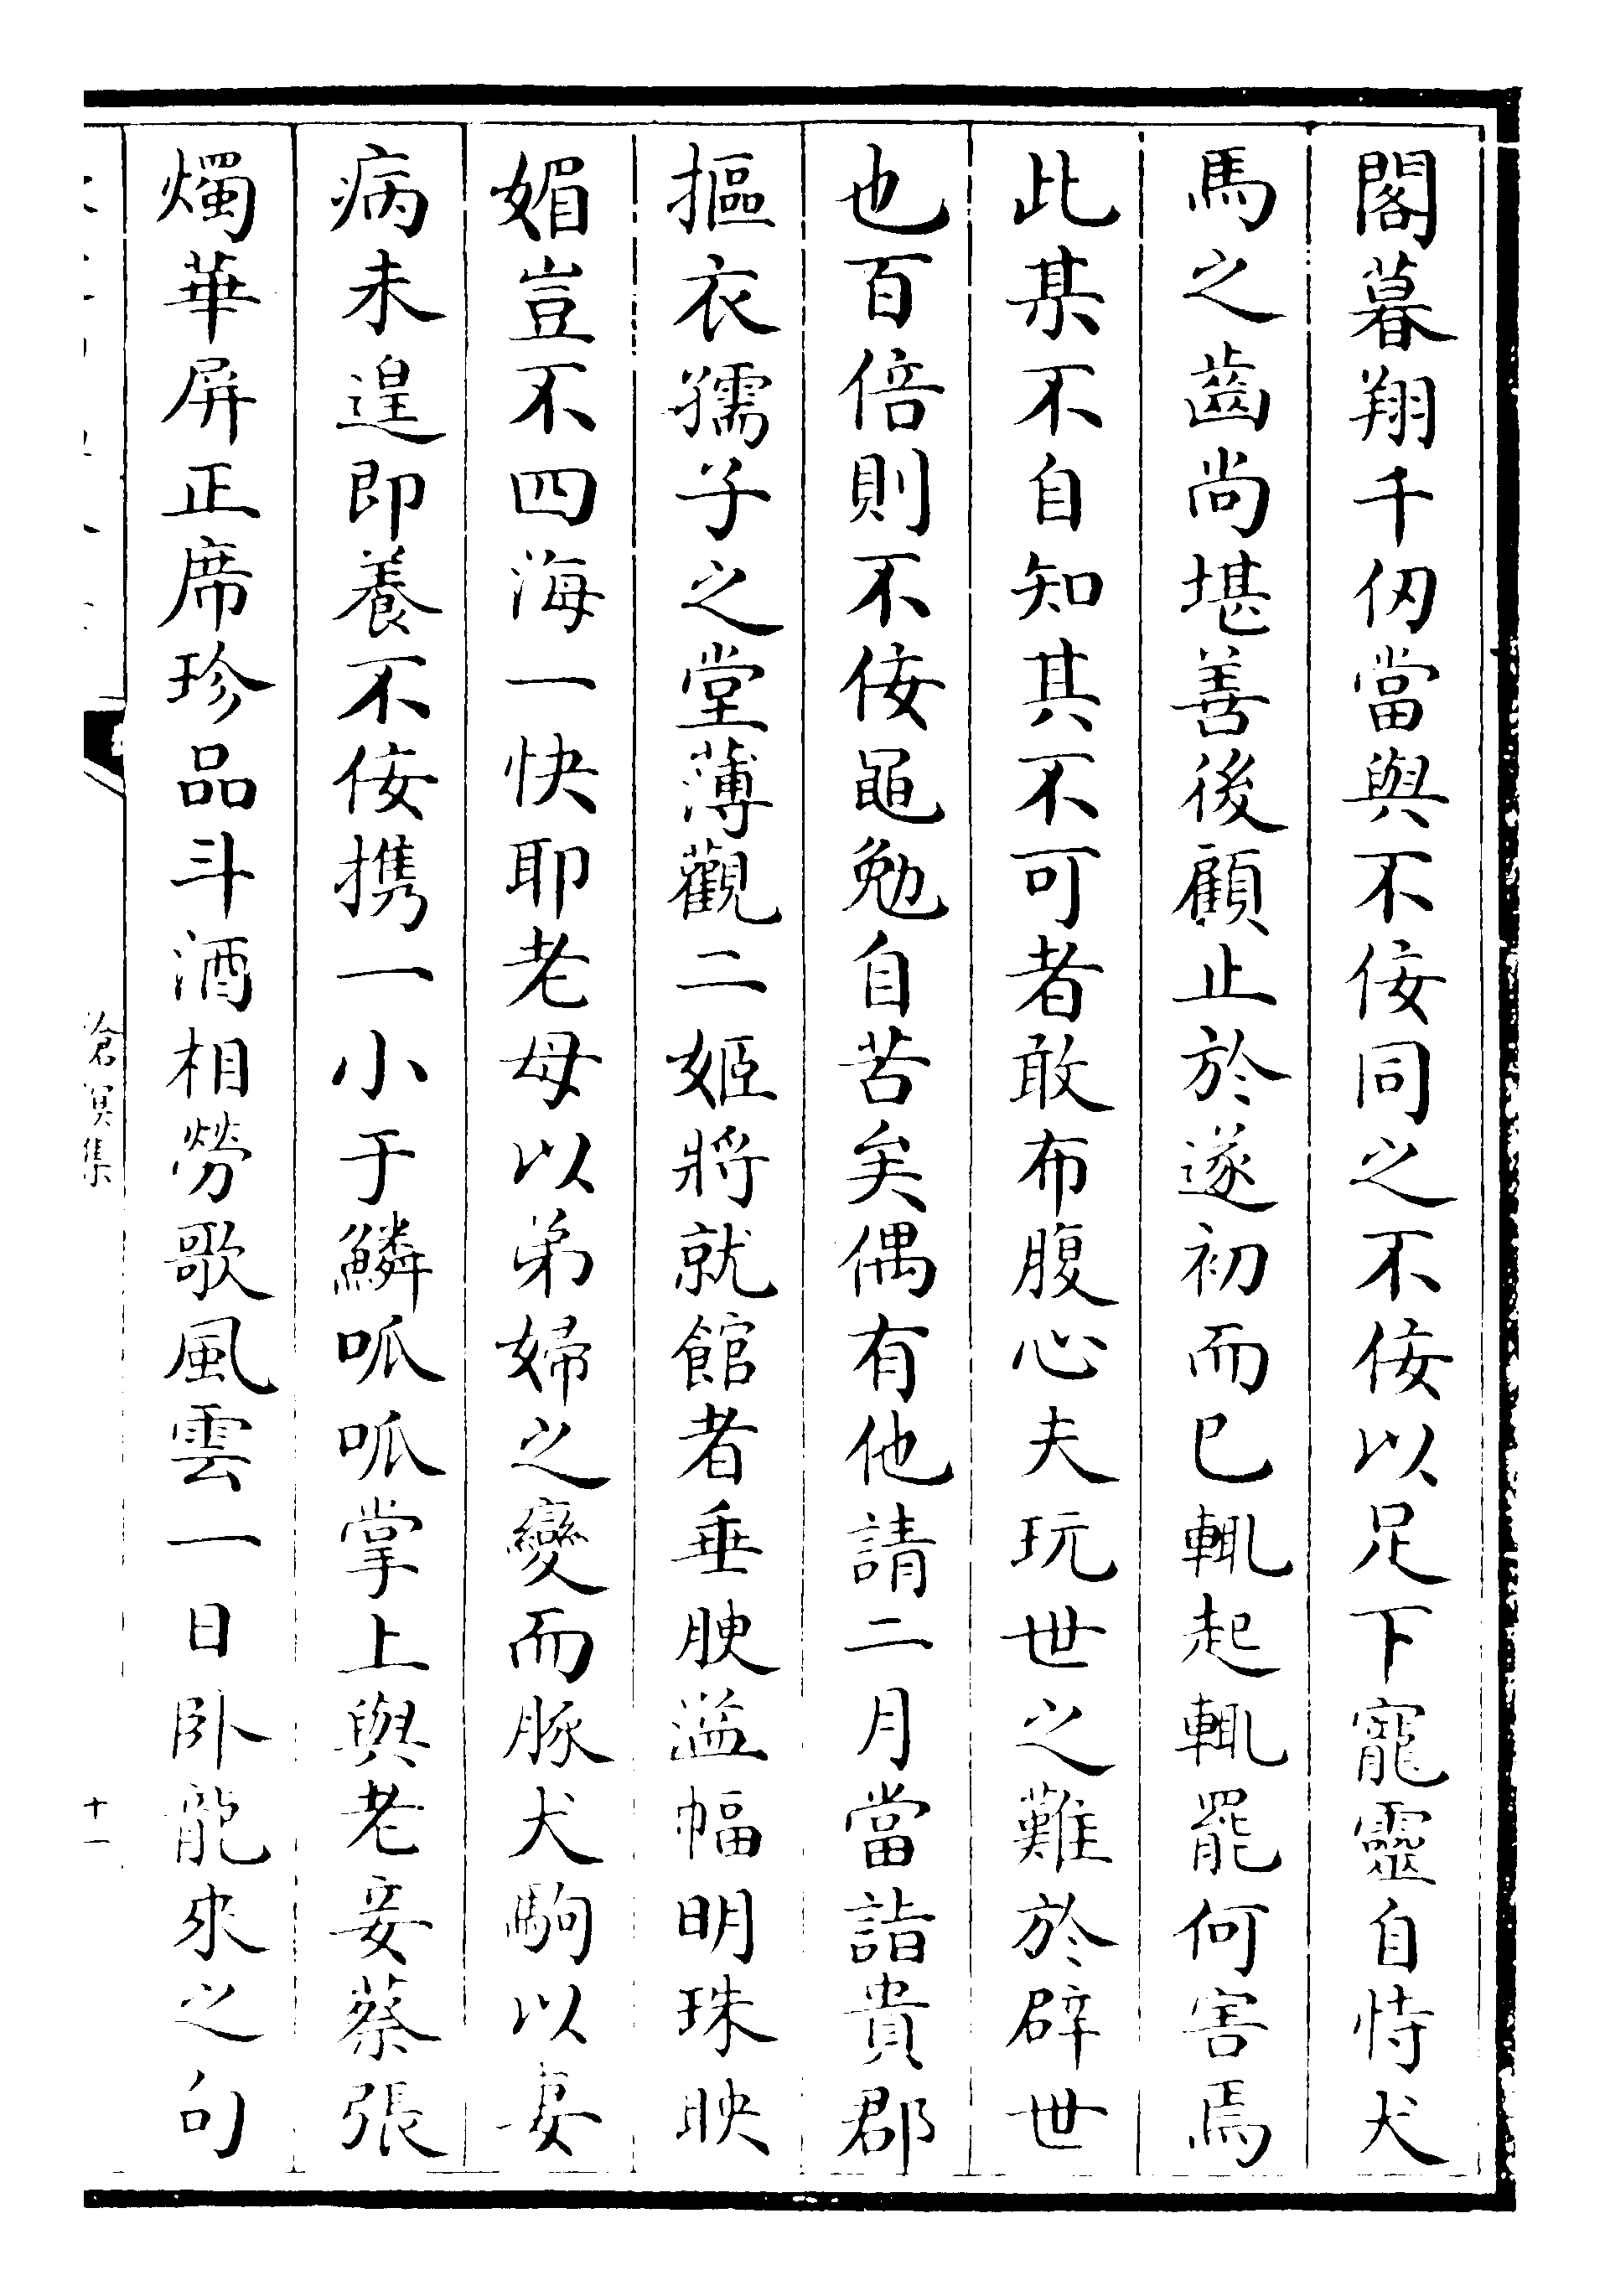 閣暮翔千仭當與不佞同之不佞以足下寵靈自恃犬
馬之齒尚堪善後顧止於遂初而已輙起輙罷何害焉
此某不自知其不可者敢布腹心夫玩世之難於辟世
也百倍則不佞黽勉自苦矣偶有他請二月當詣貴郡
摳衣孺子之堂薄觀二姬將就館者垂腴溢幅明珠映
媚豈不四海一快耶老母以弟婦之變而豚犬駒以妻
病未遑即養不佞携一小于鱗呱呱掌上與老妾蔡張
燭華屏正席珍品斗酒相勞歌風雲一日卧龍來之句
滄溟集
十一